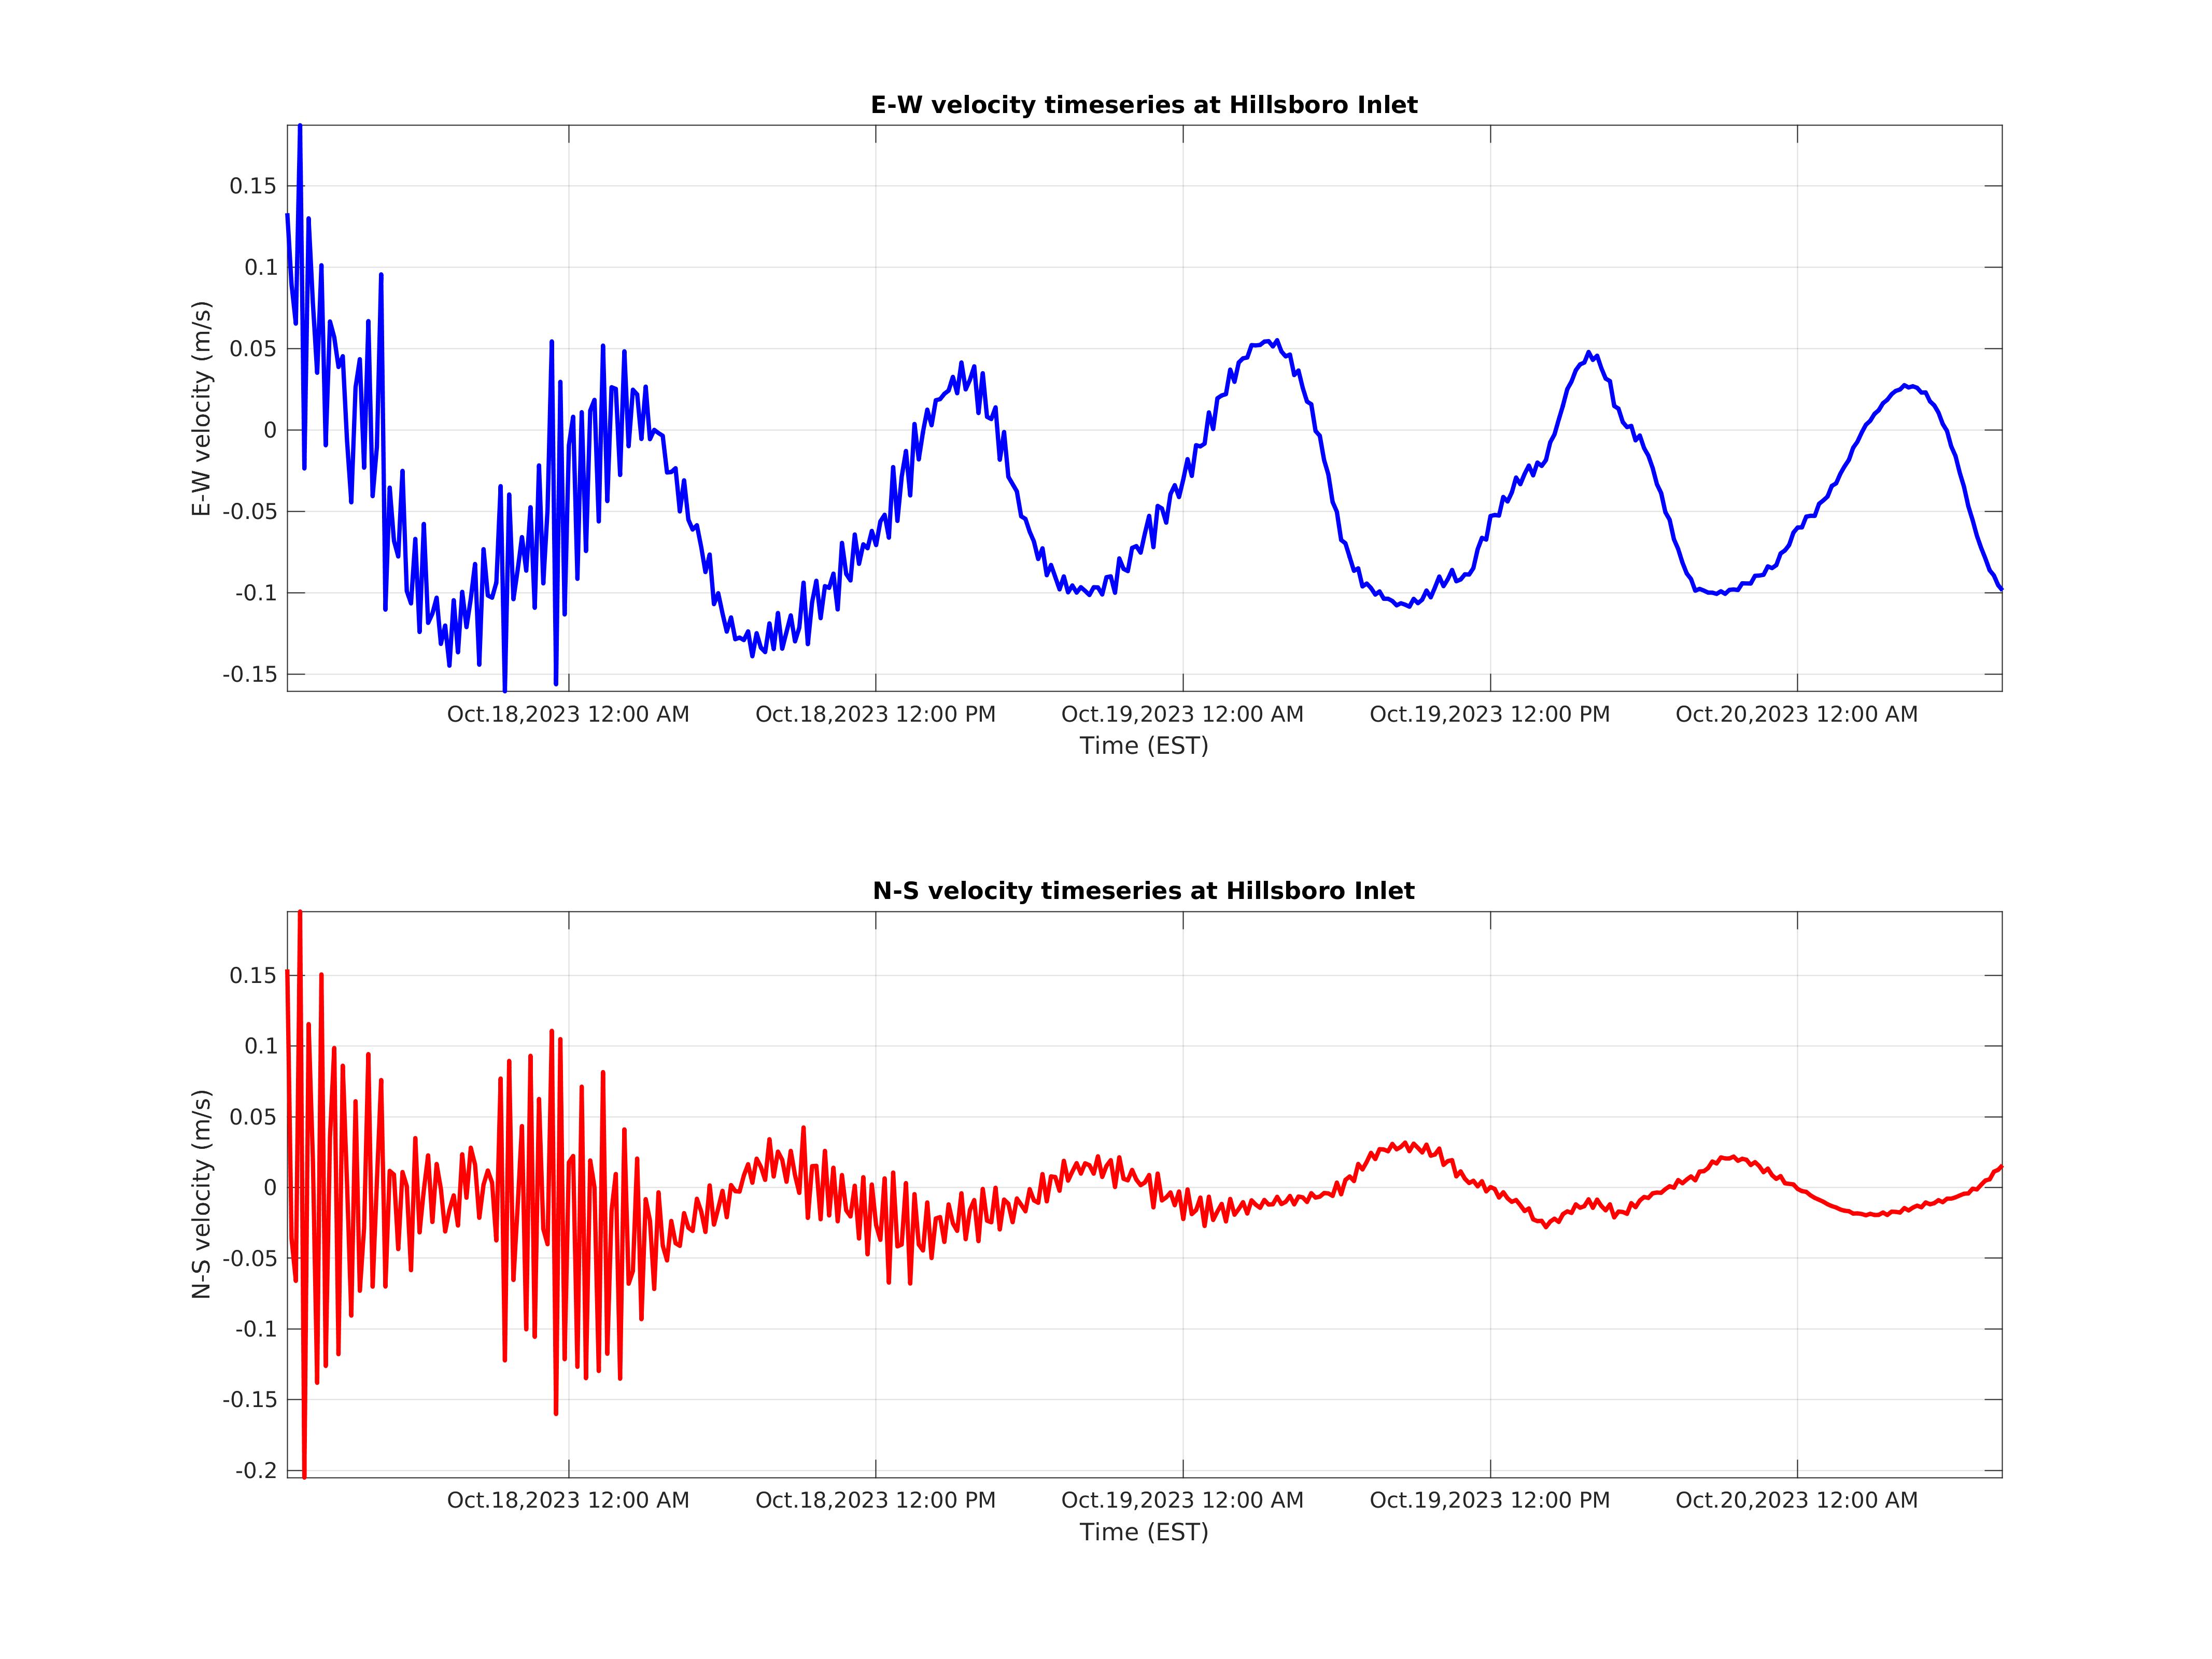 E-W velocity timeseries at Hillsboro Inlet
0.15
0.1
0.05
0
-0.05
-0.1
-0.15
E-W velocity (m/s)
Oct.18,2023 12:00 AM
Oct.18,2023 12:00 PM
Oct.19,2023 12:00 AM
Oct.19,2023 12:00 PM
Oct.20,2023 12:00 AM
Time (EST)
N-S velocity timeseries at Hillsboro Inlet
0.15
0.1
0.05
0
-0.05
-0.1
-0.15
-0.2
N-S velocity (m/s)
Oct.18,2023 12:00 AM
Oct.18,2023 12:00 PM
Oct.19,2023 12:00 AM
Oct.19,2023 12:00 PM
Oct.20,2023 12:00 AM
Time (EST)